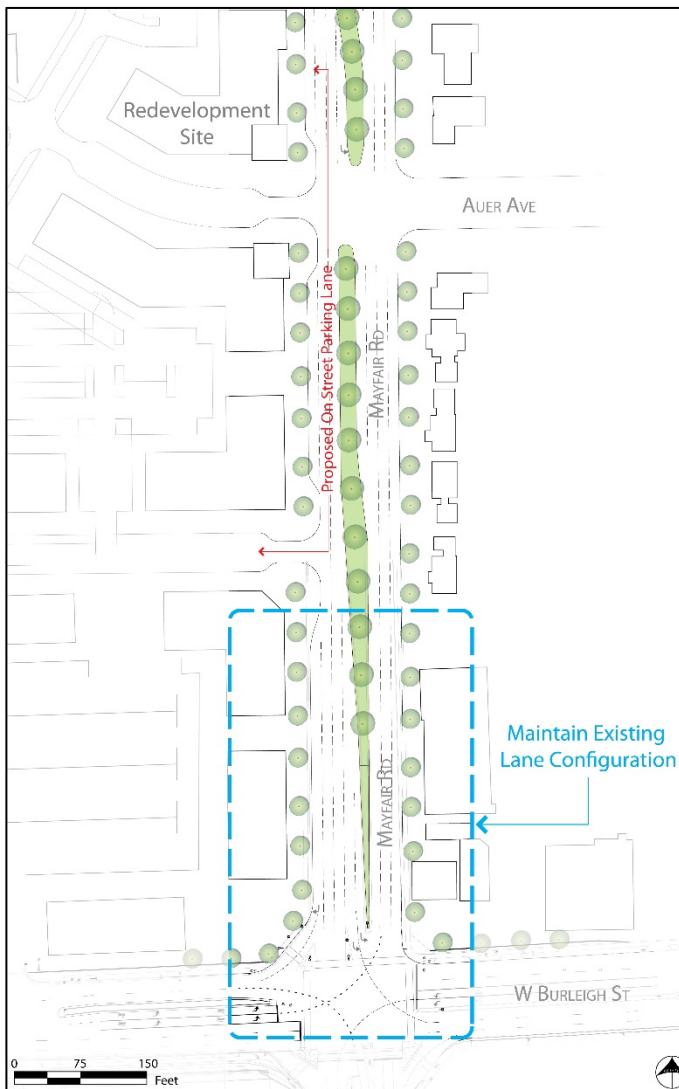 Redevelopment
Site
AUER AVE
Proposed On Street Parking Lane
MAYFAIR RD
Maintain Existing
Lane Configuration
MAYFAIR RD
W BURLEIGH ST
0 75 150
Feet